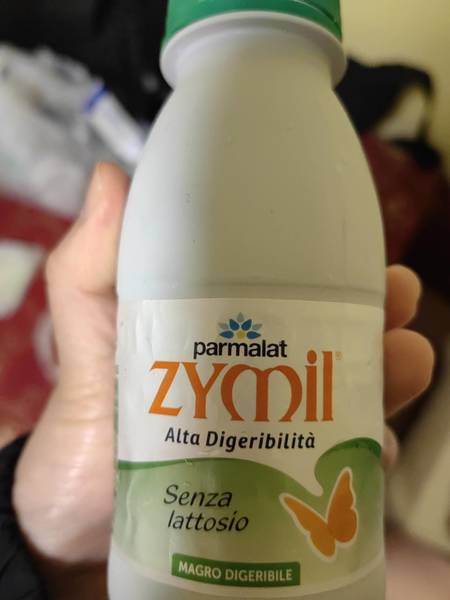 parmalat
ZYMIL®
Alta Digeribilità
Senza
lattosio
MAGRO DIGERIBILE